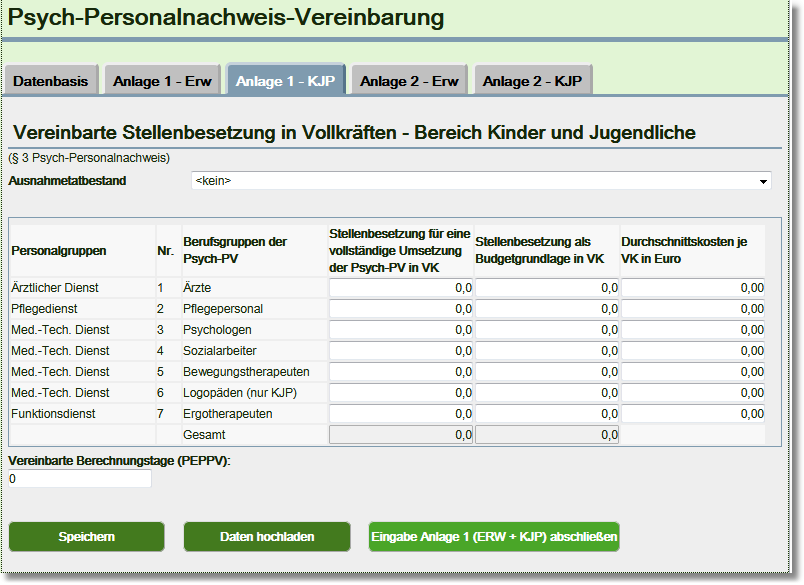 Psych-Personalnachweis-Vereinbarung
Datenbasis Anlage 1 - Erw Anlage 1 - KJP Anlage 2 - Erw Anlage 2 - KJP
Vereinbarte Stellenbesetzung in Vollkräften - Bereich Kinder und Jugendliche
(§ 3 Psych-Personalnachweis)
Ausnahmetatbestand <kein>
Personalgruppen Nr. Berufsgruppen der Psych-PV Stellenbesetzung für eine vollständige Umsetzung der Psych-PV in VK Stellenbesetzung als Budgetgrundlage in VK Durchschnittskosten je VK in Euro
Ärztlicher Dienst 1 Ärzte 0,0 0,0 0,00
Pflegedienst 2 Pflegepersonal 0,0 0,0 0,00
Med.-Tech. Dienst 3 Psychologen 0,0 0,0 0,00
Med.-Tech. Dienst 4 Sozialarbeiter 0,0 0,0 0,00
Med.-Tech. Dienst 5 Bewegungstherapeuten 0,0 0,0 0,00
Med.-Tech. Dienst 6 Logopäden (nur KJP) 0,0 0,0 0,00
Funktionsdienst 7 Ergotherapeuten 0,0 0,0 0,00
Gesamt 0,0 0,0
Vereinbarte Berechnungstage (PEPPV):
0
Speichern Daten hochladen Eingabe Anlage 1 (ERW + KJP) abschließen